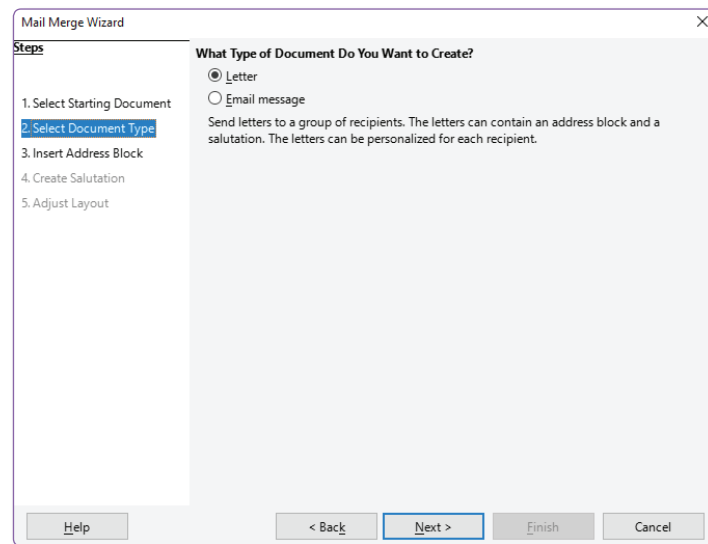 Mail Merge Wizard
Steps
1. Select Starting Document
2. Select Document Type
3. Insert Address Block
4. Create Salutation
5. Adjust Layout
What Type of Document Do You Want to Create?
Letter
Email message
Send letters to a group of recipients. The letters can contain an address block and a
salutation. The letters can be personalized for each recipient.
Help
< Back
Next >
Finish
Cancel